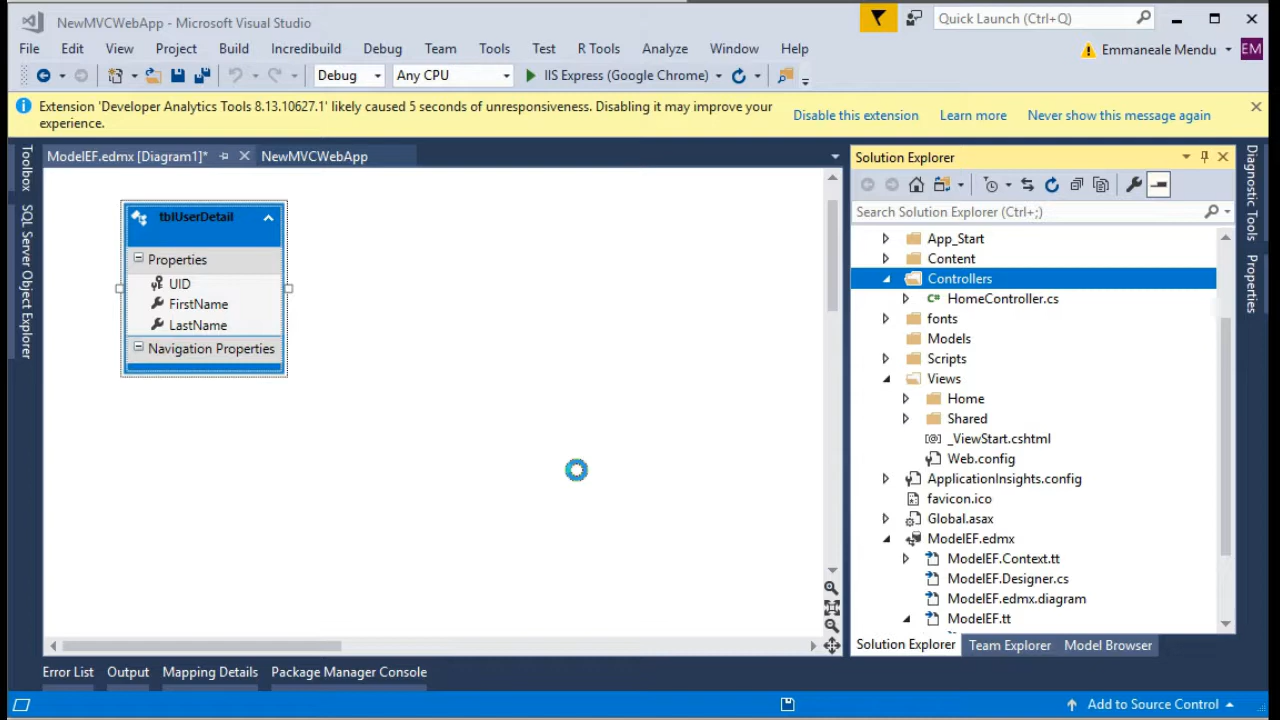 NewMVCWebApp - Microsoft Visual Studio
Quick Launch (Ctrl+Q)
File Edit View Project Build Incredibuild Debug Team Tools Test R Tools Analyze Window Help
Emmaneale Mendu EM
Debug Any CPU IIS Express (Google Chrome)
Extension 'Developer Analytics Tools 8.13.10627.1' likely caused 5 seconds of unresponsiveness. Disabling it may improve your
experience.
Disable this extension Learn more Never show this message again
Toolbox
SQL Server Object Explorer
ModelEF.edmx [Diagram1]* NewMVCWebApp
tblUserDetail
Properties
UID
FirstName
LastName
Navigation Properties
Solution Explorer
Search Solution Explorer (Ctrl+;)
App_Start
Content
Controllers
HomeController.cs
fonts
Models
Scripts
Views
Home
Shared
_ViewStart.cshtml
Web.config
ApplicationInsights.config
favicon.ico
Global.asax
ModelEF.edmx
ModelEF.Context.tt
ModelEF.Designer.cs
ModelEF.edmx.diagram
ModelEF.tt
Solution Explorer Team Explorer Model Browser
Diagnostic Tools
Properties
Error List Output Mapping Details Package Manager Console
Add to Source Control